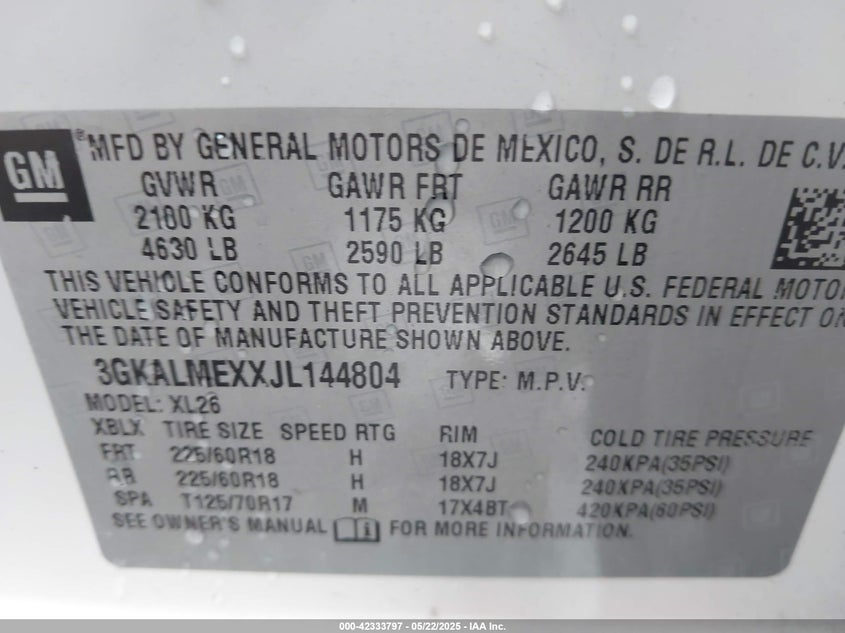 GM ®MFD BY GENERAL MOTORS DE MEXICO, S. DE R.L. DE C.V.
GVWR GAWR FRT GAWR RR
2100 KG 1175 KG 1200 KG
4630 LB 2590 LB 2645 LB
THIS VEHICLE CONFORMS TO ALL APPLICABLE U.S. FEDERAL MOTOR
VEHICLE SAFETY AND THEFT PREVENTION STANDARDS IN EFFECT ON
THE DATE OF MANUFACTURE SHOWN ABOVE.
3GKALMEXXJL144804 TYPE: M.P.V.
MODEL: XL26
XBLX TIRE SIZE SPEED RTG RIM COLD TIRE PRESSURE
FRT 225/60R18 H 18X7J 240KPA(35PSI)
RR 225/60R18 H 18X7J 240KPA(35PSI)
SPA T125/70R17 M 17X4BT 420KPA(60PSI)
SEE OWNER'S MANUAL FOR MORE INFORMATION.
000-42333797 - 05/22/2025 - IAA Inc.